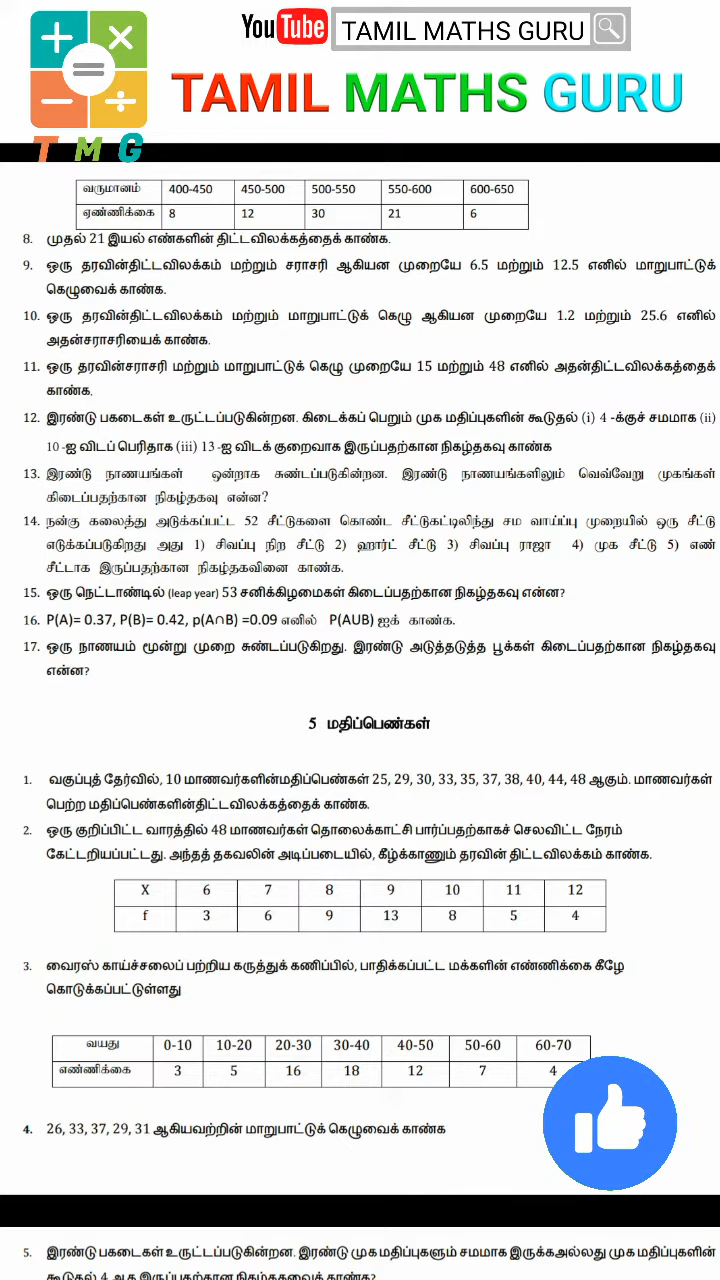 YouTube TAMIL MATHS GURU
TAMIL MATHS GURU
T M G
வருமானம் 400-450 450-500 500-550 550-600 600-650
ஏண்ணிக்கை 8 12 30 21 6
8. முதல் 21 இயல் எண்களின் திட்டவிலக்கத்தைக் காண்க.
9. ஒரு தரவின்திட்டவிலக்கம் மற்றும் சராசரி ஆகியன முறையே 6.5 மற்றும் 12.5 எனில் மாறுபாட்டுக்
கெழுவைக் காண்க.
10. ஒரு தரவின்திட்டவிலக்கம் மற்றும் மாறுபாட்டுக் கெழு ஆகியன முறையே 1.2 மற்றும் 25.6 எனில்
அதன்சராசரியைக் காண்க.
11. ஒரு தரவின்சராசரி மற்றும் மாறுபாட்டுக் கெழு முறையே 15 மற்றும் 48 எனில் அதன்திட்டவிலக்கத்தைக்
காண்க.
12. இரண்டு பகடைகள் உருட்டப்படுகின்றன. கிடைக்கப் பெறும் முக மதிப்புகளின் கூடுதல் (i) 4 -க்குச் சமமாக (ii)
10 -ஐ விடப் பெரிதாக (iii) 13 -ஐ விடக் குறைவாக இருப்பதற்கான நிகழ்தகவு காண்க
13. இரண்டு நாணயங்கள் ஒன்றாக சுண்டப்படுகின்றன. இரண்டு நாணயங்களிலும் வெவ்வேறு முகங்கள்
கிடைப்பதற்கான நிகழ்தகவு என்ன?
14. நன்கு கலைத்து அடுக்கப்பட்ட 52 சீட்டுகளை கொண்ட சீட்டுகட்டிலிந்து சம வாய்ப்பு முறையில் ஒரு சீட்டு
எடுக்கப்படுகிறது அது 1) சிவப்பு நிற சீட்டு 2) ஹார்ட் சீட்டு 3) சிவப்பு ராஜா 4) முக சீட்டு 5) எண்
சீட்டாக இருப்பதற்கான நிகழ்தகவினை காண்க.
15. ஒரு நெட்டாண்டில் (leap year) 53 சனிக்கிழமைகள் கிடைப்பதற்கான நிகழ்தகவு என்ன?
16. P(A)= 0.37, P(B)= 0.42, p(A∩B) =0.09 எனில் P(AUB) ஐக் காண்க.
17. ஒரு நாணயம் மூன்று முறை சுண்டப்படுகிறது. இரண்டு அடுத்தடுத்த பூக்கள் கிடைப்பதற்கான நிகழ்தகவு
என்ன?
5 மதிப்பெண்கள்
1. வகுப்புத் தேர்வில், 10 மாணவர்களின்மதிப்பெண்கள் 25, 29, 30, 33, 35, 37, 38, 40, 44, 48 ஆகும். மாணவர்கள்
பெற்ற மதிப்பெண்களின்திட்டவிலக்கத்தைக் காண்க.
2. ஒரு குறிப்பிட்ட வாரத்தில் 48 மாணவர்கள் தொலைக்காட்சி பார்ப்பதற்காகச் செலவிட்ட நேரம்
கேட்டறியப்பட்டது. அந்தத் தகவலின் அடிப்படையில், கீழ்க்காணும் தரவின் திட்டவிலக்கம் காண்க.
X 6 7 8 9 10 11 12
f 3 6 9 13 8 5 4
3. வைரஸ் காய்ச்சலைப் பற்றிய கருத்துக் கணிப்பில், பாதிக்கப்பட்ட மக்களின் எண்ணிக்கை கீழே
கொடுக்கப்பட்டுள்ளது
வயது 0-10 10-20 20-30 30-40 40-50 50-60 60-70
எண்ணிக்கை 3 5 16 18 12 7 4
4. 26, 33, 37, 29, 31 ஆகியவற்றின் மாறுபாட்டுக் கெழுவைக் காண்க
5. இரண்டு பகடைகள் உருட்டப்படுகின்றன. இரண்டு முக மதிப்புகளும் சமமாக இருக்கஅல்லது முக மதிப்புகளின்
கூடுதல் 4 ஆக இருப்பதற்கான நிகழ்தகவைக் காண்க?